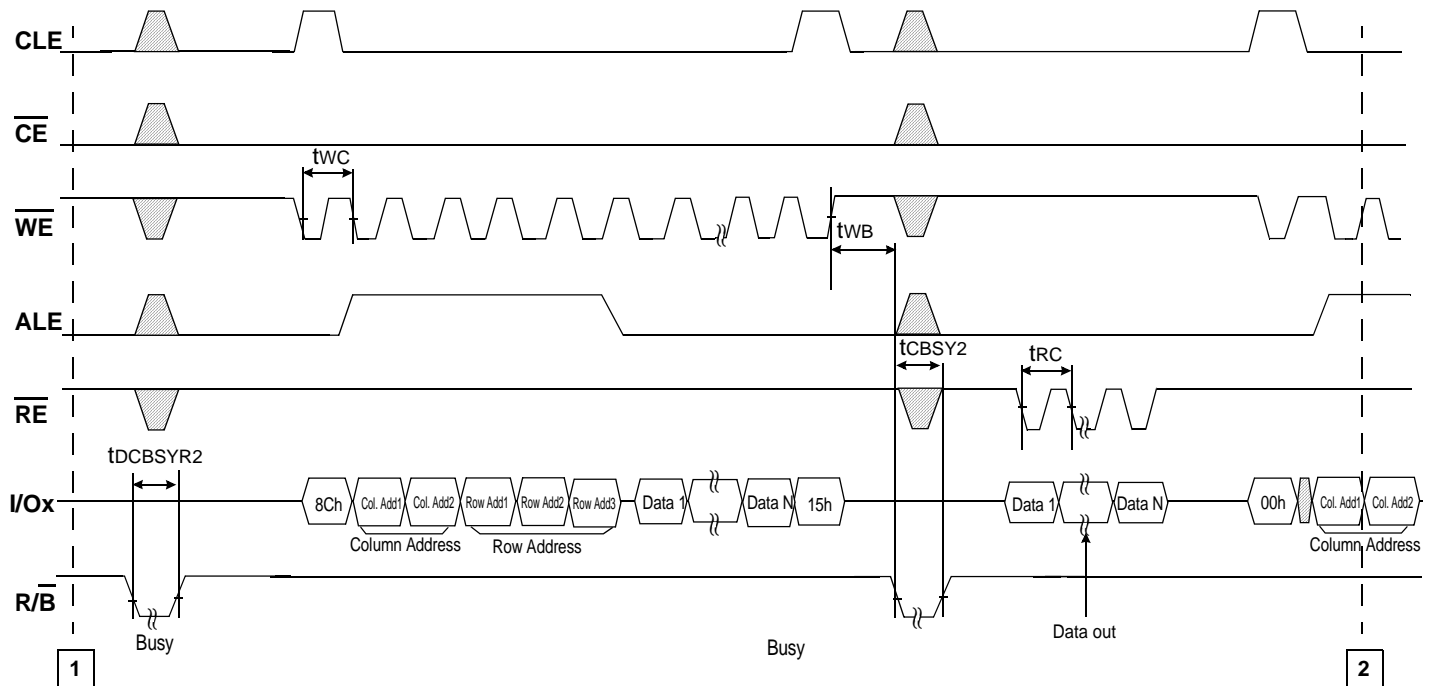 CLE
CE
tWC
WE
tWB
ALE
tCBSY2
tRC
RE
tDCBSYR2
I/Ox
8Ch Col. Add1 Col. Add2 Row Add1 Row Add2 Row Add3 Data 1 Data N 15h Data 1 Data N 00h Col. Add1 Col. Add2
Column Address Row Address Column Address
R/B
Busy Busy Data out
1 2